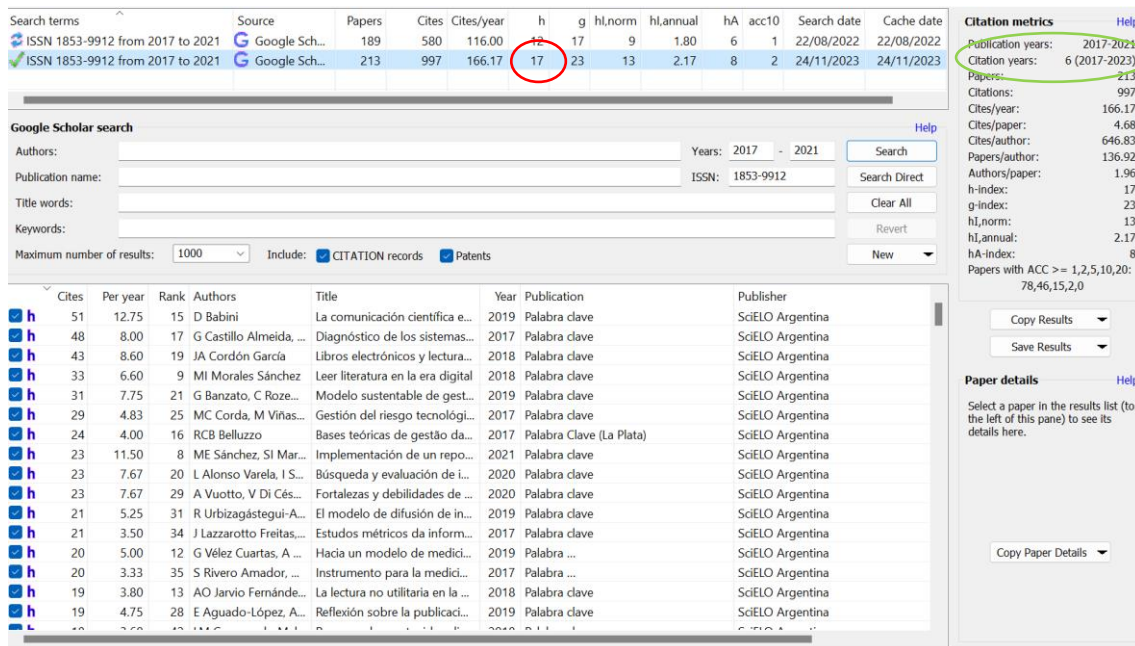 Search terms Source Papers Cites Cites/year h g hI,norm hI,annual hA acc10 Search date Cache date
ISSN 1853-9912 from 2017 to 2021 G Google Sch... 189 580 116.00 12 17 9 1.80 6 1 22/08/2022 22/08/2022
ISSN 1853-9912 from 2017 to 2021 G Google Sch... 213 997 166.17 17 23 13 2.17 8 2 24/11/2023 24/11/2023
Google Scholar search Help
Authors: Years: 2017 - 2021 Search
Publication name: ISSN: 1853-9912 Search Direct
Title words: Clear All
Keywords: Revert
Maximum number of results: 1000 Include: CITATION records Patents New
Cites Per year Rank Authors Title Year Publication Publisher
h 51 12.75 15 D Babini La comunicación científica e... 2019 Palabra clave SciELO Argentina
h 48 8.00 17 G Castillo Almeida, ... Diagnóstico de los sistemas... 2017 Palabra clave SciELO Argentina
h 43 8.60 19 JA Cordón García Libros electrónicos y lectura... 2018 Palabra clave SciELO Argentina
h 33 6.60 9 MI Morales Sánchez Leer literatura en la era digital 2018 Palabra clave SciELO Argentina
h 31 7.75 21 G Banzato, C Roze... Modelo sustentable de gest... 2019 Palabra clave SciELO Argentina
h 29 4.83 25 MC Corda, M Viñas... Gestión del riesgo tecnológi... 2017 Palabra clave SciELO Argentina
h 24 4.00 16 RCB Belluzzo Bases teóricas de gestão da... 2017 Palabra Clave (La Plata) SciELO Argentina
h 23 11.50 8 ME Sánchez, SI Mar... Implementación de un repo... 2021 Palabra clave SciELO Argentina
h 23 7.67 20 L Alonso Varela, I S... Búsqueda y evaluación de i... 2020 Palabra clave SciELO Argentina
h 23 7.67 29 A Vuotto, V Di Cés... Fortalezas y debilidades de ... 2020 Palabra clave SciELO Argentina
h 21 5.25 31 R Urbizagástegui-A... El modelo de difusión de in... 2019 Palabra clave SciELO Argentina
h 21 3.50 34 J Lazzarotto Freitas,... Estudos métricos da inform... 2017 Palabra clave SciELO Argentina
h 20 5.00 12 G Vélez Cuartas, A ... Hacia un modelo de medici... 2019 Palabra ... SciELO Argentina
h 20 3.33 35 S Rivero Amador, ... Instrumento para la medici... 2017 Palabra ... SciELO Argentina
h 19 3.80 13 AO Jarvio Fernánde... La lectura no utilitaria en la ... 2018 Palabra clave SciELO Argentina
h 19 4.75 28 E Aguado-López, A... Reflexión sobre la publicaci... 2019 Palabra clave SciELO Argentina
Citation metrics Help
Publication years: 2017-2021
Citation years: 6 (2017-2023)
Papers: 213
Citations: 997
Cites/year: 166.17
Cites/paper: 4.68
Cites/author: 646.83
Papers/author: 136.92
Authors/paper: 1.96
h-index: 17
g-index: 23
hI,norm: 13
hI,annual: 2.17
hA-index: 8
Papers with ACC >= 1,2,5,10,20:
78,46,15,2,0
Copy Results
Save Results
Paper details Help
Select a paper in the results list (to
the left of this pane) to see its
details here.
Copy Paper Details